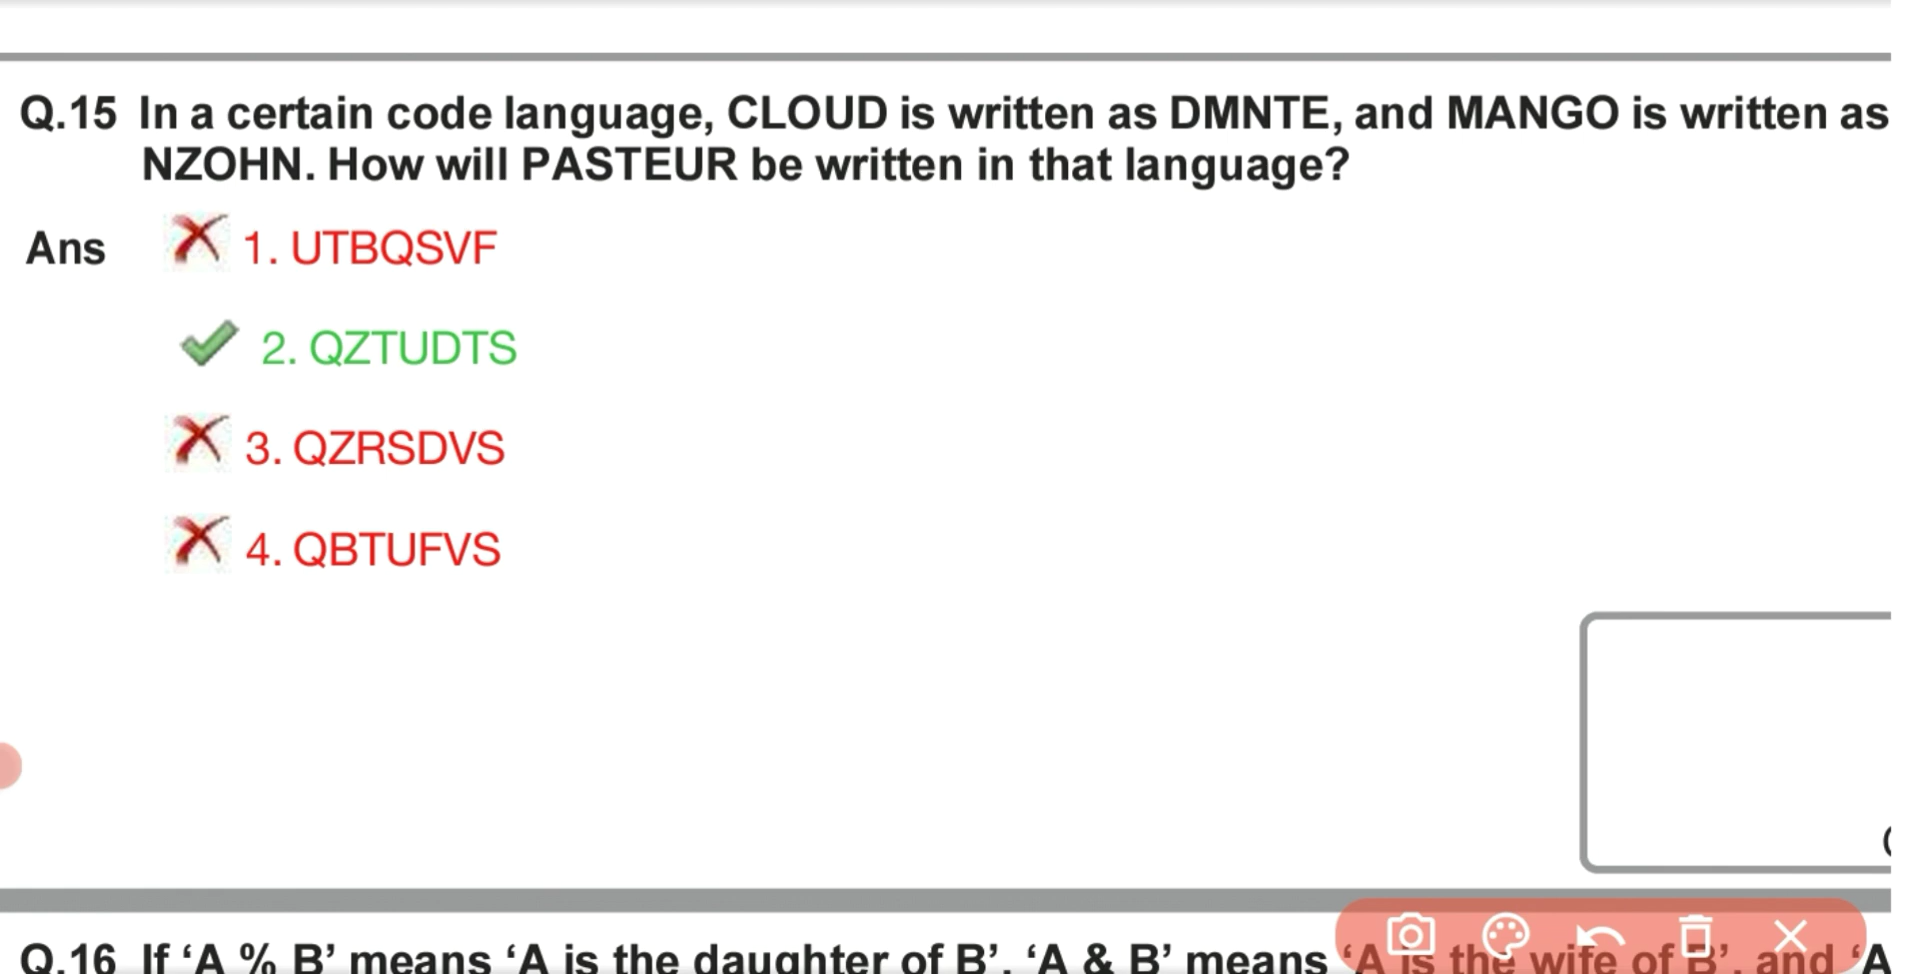 Q.15 In a certain code language, CLOUD is written as DMNTE, and MANGO is written as
NZOHN. How will PASTEUR be written in that language?
Ans 1. UTBQSVF
2. QZTUDTS
3. QZRSDVS
4. QBTUFVS
Q.16 If ‘A % B’ means ‘A is the daughter of B’, ‘A & B’ means ‘A is the wife of B’, and ‘A